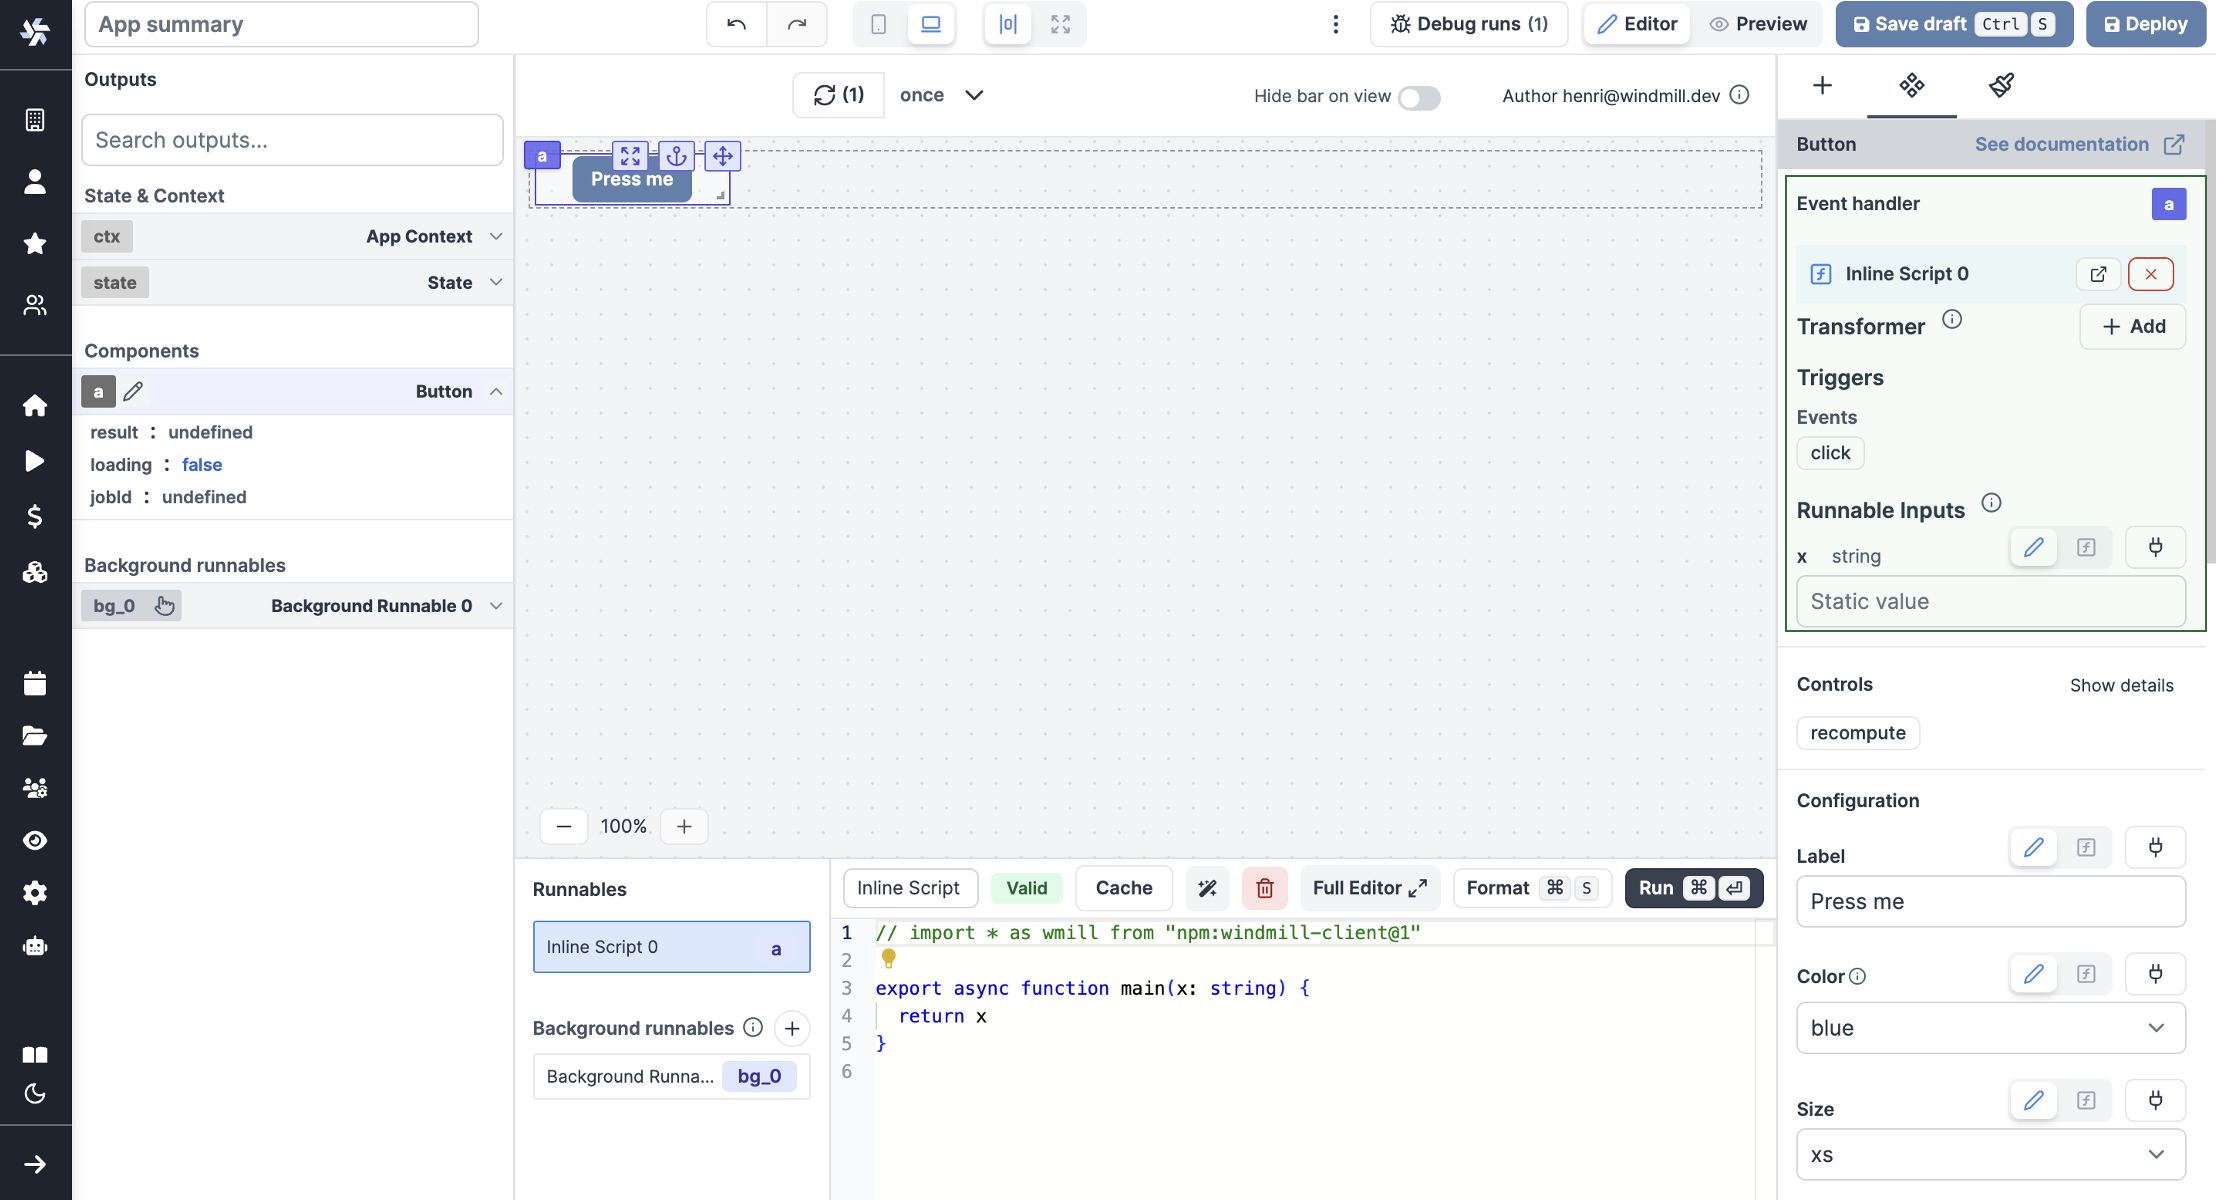 App summary
Debug runs (1)
Editor
Preview
Save draft Ctrl S
Deploy
Outputs
Search outputs...
State & Context
ctx App Context
state State
Components
a Button
result : undefined
loading : false
jobId : undefined
Background runnables
bg_0 Background Runnable 0
(1) once
Hide bar on view
Author henri@windmill.dev
a
Press me
100%
Runnables
Inline Script 0 a
Background runnables
Background Runna... bg_0
Inline Script
Valid
Cache
Full Editor
Format ⌘ S
Run ⌘ ⏎
1 // import * as wmill from "npm:windmill-client@1"
2
3 export async function main(x: string) {
4 return x
5 }
6
Button See documentation
Event handler a
Inline Script 0
Transformer + Add
Triggers
Events
click
Runnable Inputs
x string
Static value
Controls Show details
recompute
Configuration
Label
Press me
Color
blue
Size
xs